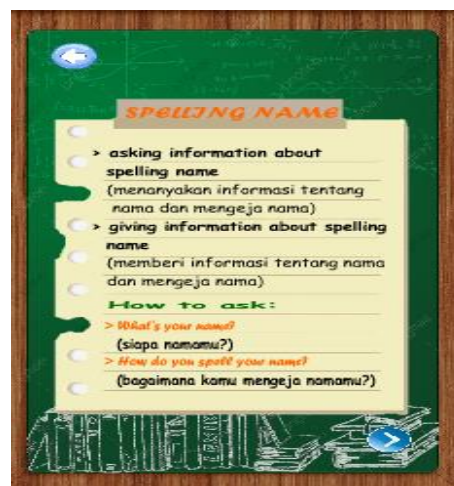 SPELLING NAME
> asking information about
spelling name
(menanyakan informasi tentang
nama dan mengeja nama)
> giving information about spelling
name
(memberi informasi tentang nama
dan mengeja nama)
How to ask:
> What's your name?
(siapa namamu?)
> How do you spell your name?
(bagaimana kamu mengeja namamu?)